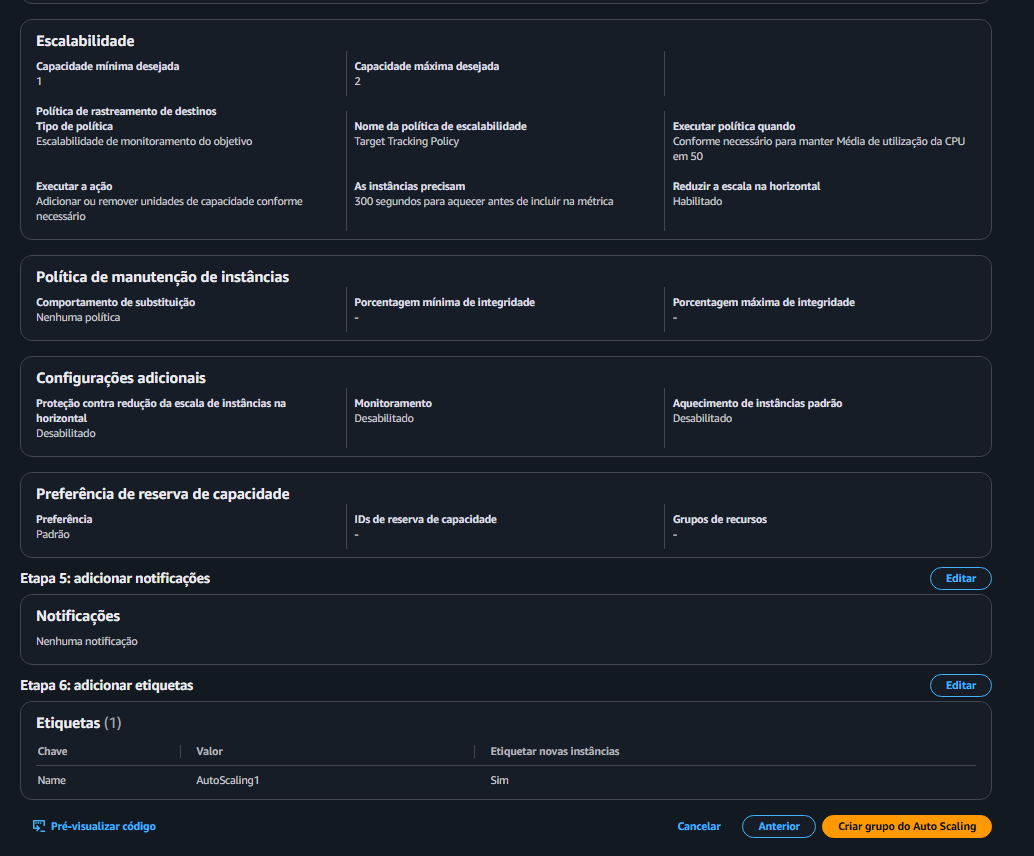 Escalabilidade
Capacidade mínima desejada
1
Capacidade máxima desejada
2
Política de rastreamento de destinos
Tipo de política
Escalabilidade de monitoramento do objetivo
Nome da política de escalabilidade
Target Tracking Policy
Executar política quando
Conforme necessário para manter Média de utilização da CPU
em 50
Executar a ação
Adicionar ou remover unidades de capacidade conforme
necessário
As instâncias precisam
300 segundos para aquecer antes de incluir na métrica
Reduzir a escala na horizontal
Habilitado
Política de manutenção de instâncias
Comportamento de substituição
Nenhuma política
Porcentagem mínima de integridade
-
Porcentagem máxima de integridade
-
Configurações adicionais
Proteção contra redução da escala de instâncias na
horizontal
Desabilitado
Monitoramento
Desabilitado
Aquecimento de instâncias padrão
Desabilitado
Preferência de reserva de capacidade
Preferência
Padrão
IDs de reserva de capacidade
-
Grupos de recursos
-
Etapa 5: adicionar notificações
Editar
Notificações
Nenhuma notificação
Etapa 6: adicionar etiquetas
Editar
Etiquetas (1)
Chave
Valor
Etiquetar novas instâncias
Name
AutoScaling1
Sim
Pré-visualizar código
Cancelar
Anterior
Criar grupo do Auto Scaling